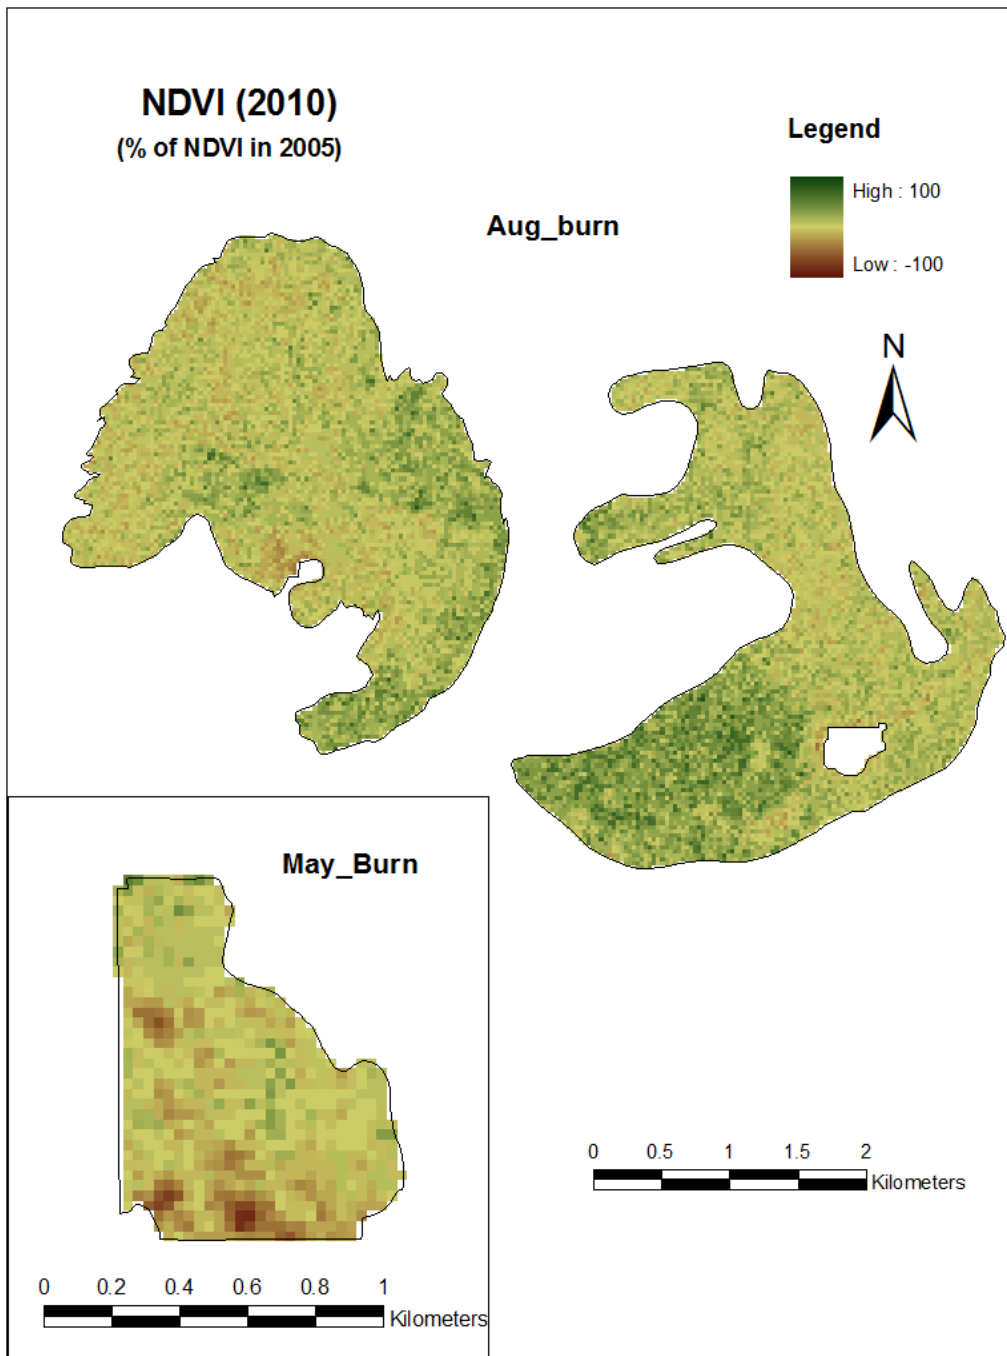 NDVI (2010)
(% of NDVI in 2005)
Legend
High : 100
Low : -100
Aug_burn
N
May_Burn
0 0.5 1 1.5 2
Kilometers
0 0.2 0.4 0.6 0.8 1
Kilometers